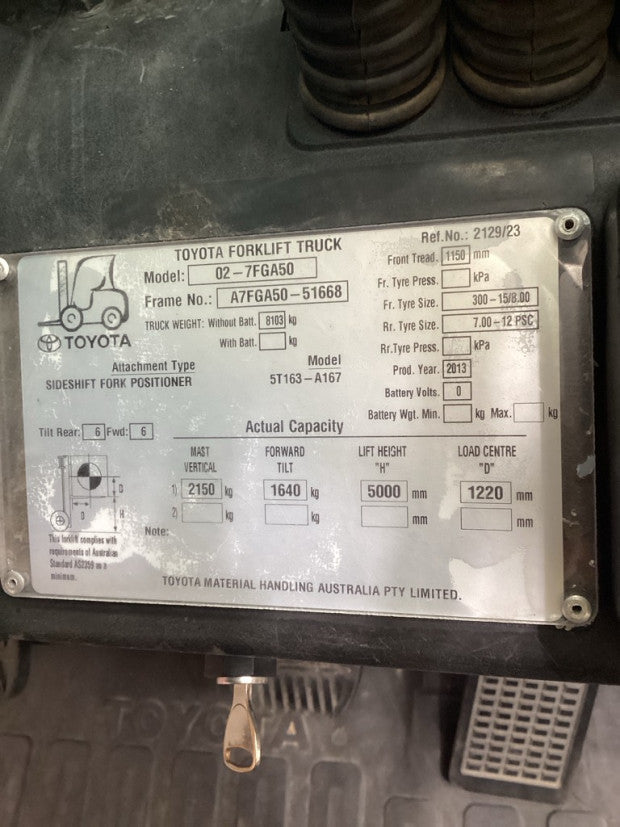 Ref.No.: 2129/23
TOYOTA FORKLIFT TRUCK
Model: 02-7FGA50
Frame No.: A7FGA50-51668
TRUCK WEIGHT: Without Batt. 8103 kg
With Batt. kg
TOYOTA
Front Tread. 1150 mm
Fr. Tyre Press. kPa
Fr. Tyre Size. 300-15/8.00
Rr. Tyre Size. 7.00-12 PSC
Rr.Tyre Press. kPa
Prod. Year. 2013
Battery Volts. 0
Battery Wgt. Min. kg Max. kg
Attachment Type Model
SIDESHIFT FORK POSITIONER 5T163-A167
Tilt Rear: 6 Fwd: 6
Actual Capacity
MAST VERTICAL
FORWARD TILT
LIFT HEIGHT "H"
LOAD CENTRE "D"
1) 2150 kg 1640 kg 5000 mm 1220 mm
2) kg kg mm mm
D
D H
Note:
This forklift complies with
requirements of Australian
Standard AS2359 as a
minimum.
TOYOTA MATERIAL HANDLING AUSTRALIA PTY LIMITED.
TOYOTA